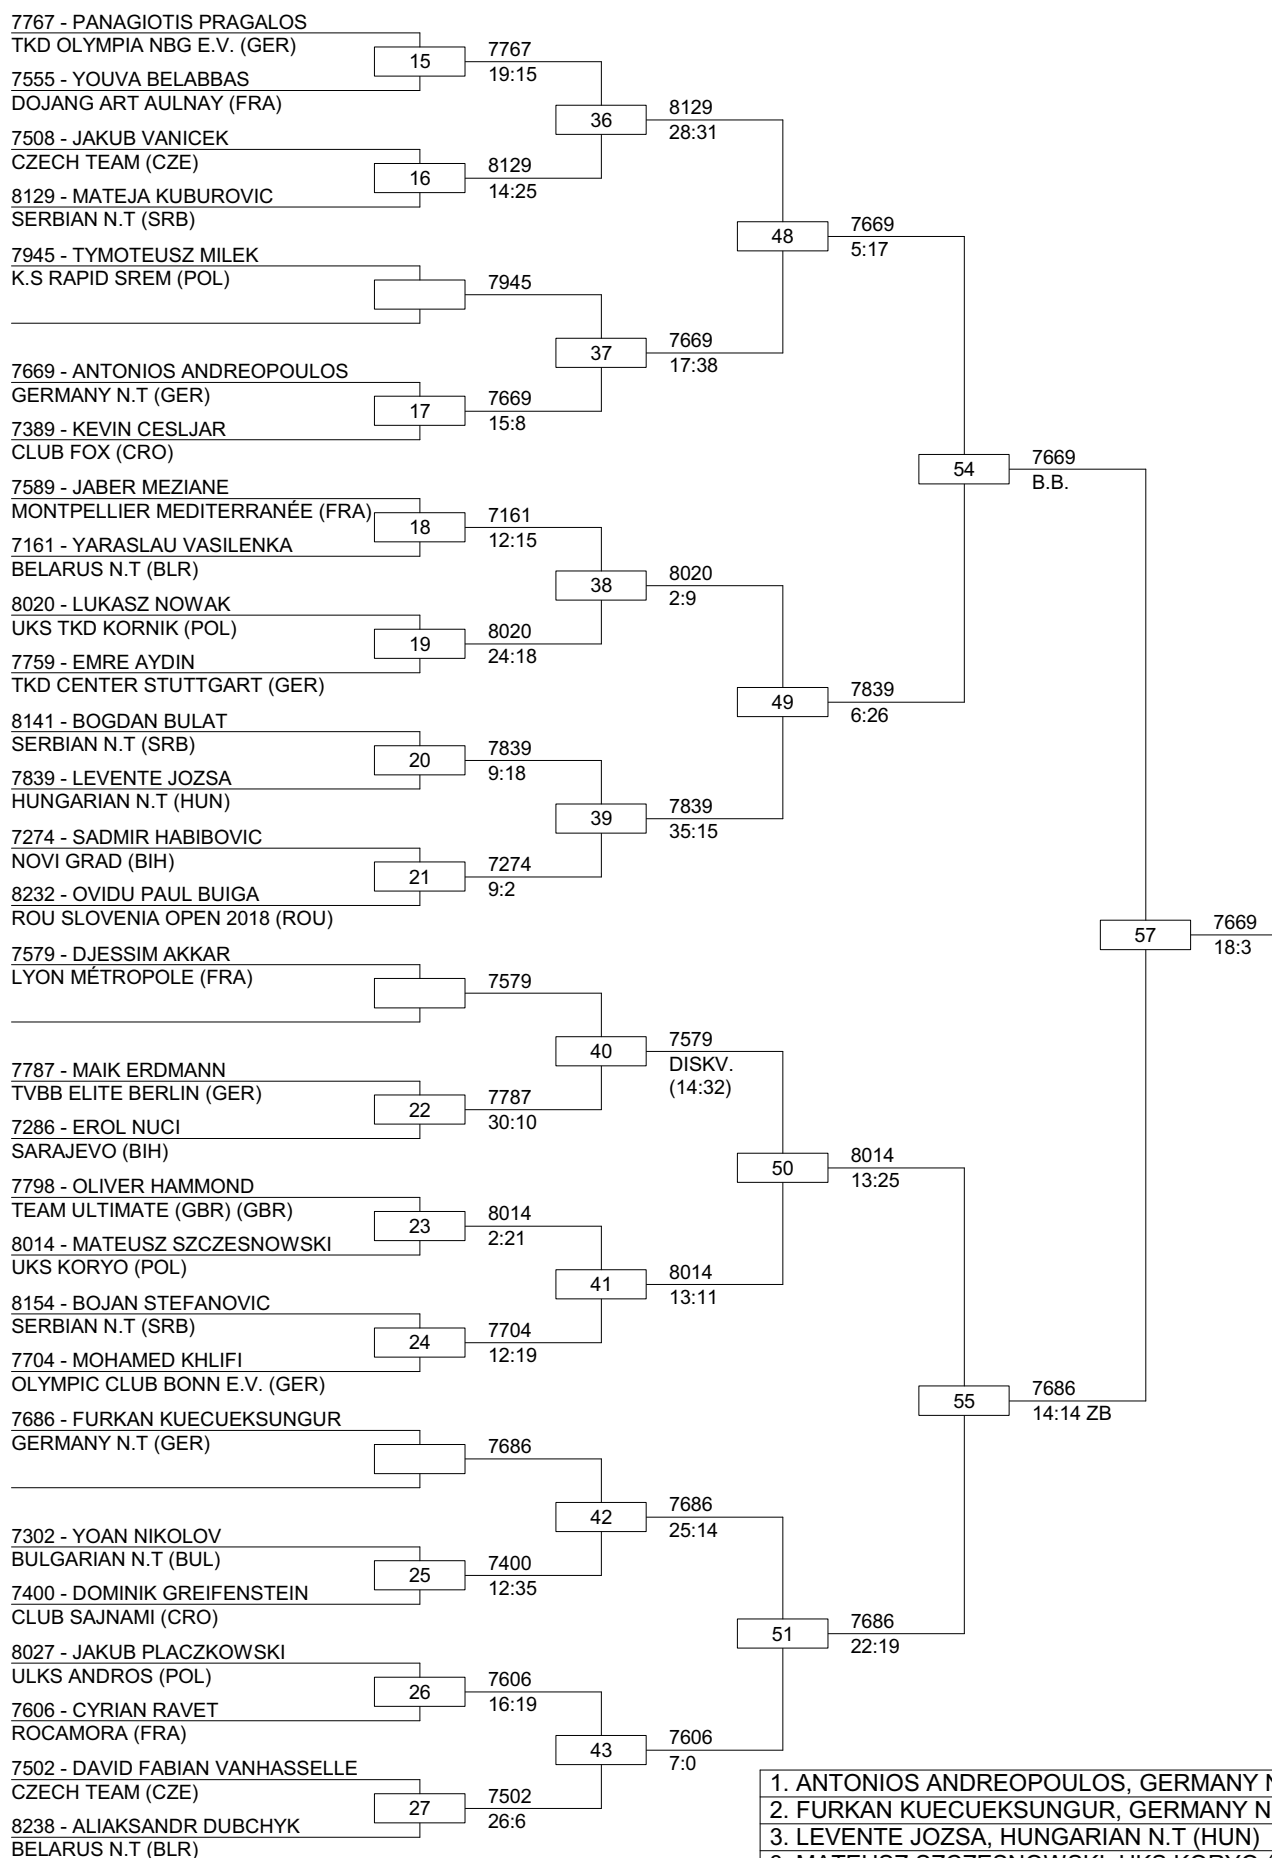 7767 - PANAGIOTIS PRAGALOS
TKD OLYMPIA NBG E.V. (GER)
15
7767
19:15
7555 - YOUVA BELABBAS
DOJANG ART AULNAY (FRA)
36
8129
28:31
7508 - JAKUB VANICEK
CZECH TEAM (CZE)
16
8129
14:25
8129 - MATEJA KUBUROVIC
SERBIAN N.T (SRB)
48
7669
5:17
7945 - TYMOTEUSZ MILEK
K.S RAPID SREM (POL)
7945
37
7669
17:38
7669 - ANTONIOS ANDREOPOULOS
GERMANY N.T (GER)
17
7669
15:8
7389 - KEVIN CESLJAR
CLUB FOX (CRO)
54
7669
B.B.
7589 - JABER MEZIANE
MONTPELLIER MEDITERRANÉE (FRA)
18
7161
12:15
7161 - YARASLAU VASILENKA
BELARUS N.T (BLR)
38
8020
2:9
8020 - LUKASZ NOWAK
UKS TKD KORNIK (POL)
19
8020
24:18
7759 - EMRE AYDIN
TKD CENTER STUTTGART (GER)
49
7839
6:26
8141 - BOGDAN BULAT
SERBIAN N.T (SRB)
20
7839
9:18
7839 - LEVENTE JOZSA
HUNGARIAN N.T (HUN)
39
7839
35:15
7274 - SADMIR HABIBOVIC
NOVI GRAD (BIH)
21
7274
9:2
8232 - OVIDU PAUL BUIGA
ROU SLOVENIA OPEN 2018 (ROU)
57
7669
18:3
7579 - DJESSIM AKKAR
LYON MÉTROPOLE (FRA)
7579
40
7579
DISKV.
(14:32)
7787 - MAIK ERDMANN
TVBB ELITE BERLIN (GER)
22
7787
30:10
7286 - EROL NUCI
SARAJEVO (BIH)
50
8014
13:25
7798 - OLIVER HAMMOND
TEAM ULTIMATE (GBR) (GBR)
23
8014
2:21
8014 - MATEUSZ SZCZESNOWSKI
UKS KORYO (POL)
41
8014
13:11
8154 - BOJAN STEFANOVIC
SERBIAN N.T (SRB)
24
7704
12:19
7704 - MOHAMED KHLIFI
OLYMPIC CLUB BONN E.V. (GER)
55
7686
14:14 ZB
7686 - FURKAN KUECUEKSUNGUR
GERMANY N.T (GER)
7686
42
7686
25:14
7302 - YOAN NIKOLOV
BULGARIAN N.T (BUL)
25
7400
12:35
7400 - DOMINIK GREIFENSTEIN
CLUB SAJNAMI (CRO)
51
7686
22:19
8027 - JAKUB PLACZKOWSKI
ULKS ANDROS (POL)
26
7606
16:19
7606 - CYRIAN RAVET
ROCAMORA (FRA)
43
7606
7:0
7502 - DAVID FABIAN VANHASSELLE
CZECH TEAM (CZE)
27
7502
26:6
8238 - ALIAKSANDR DUBCHYK
BELARUS N.T (BLR)
1. ANTONIOS ANDREOPOULOS, GERMANY
2. FURKAN KUECUEKSUNGUR, GERMANY N
3. LEVENTE JOZSA, HUNGARIAN N.T (HUN)